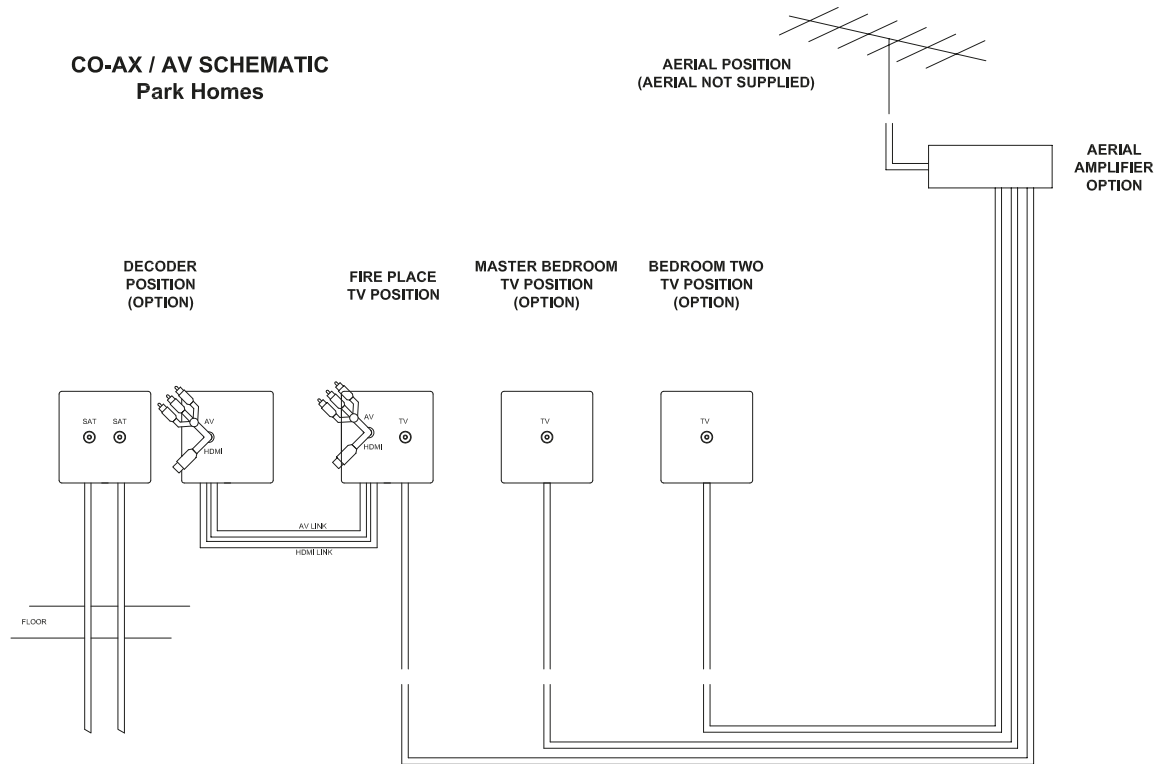 CO-AX / AV SCHEMATIC
Park Homes
AERIAL POSITION
(AERIAL NOT SUPPLIED)
AERIAL
AMPLIFIER
OPTION
DECODER
POSITION
(OPTION)
FIRE PLACE
TV POSITION
MASTER BEDROOM
TV POSITION
(OPTION)
BEDROOM TWO
TV POSITION
(OPTION)
SAT SAT
AV
HDMI
AV TV
HDMI
TV
TV
AV LINK
HDMI LINK
FLOOR